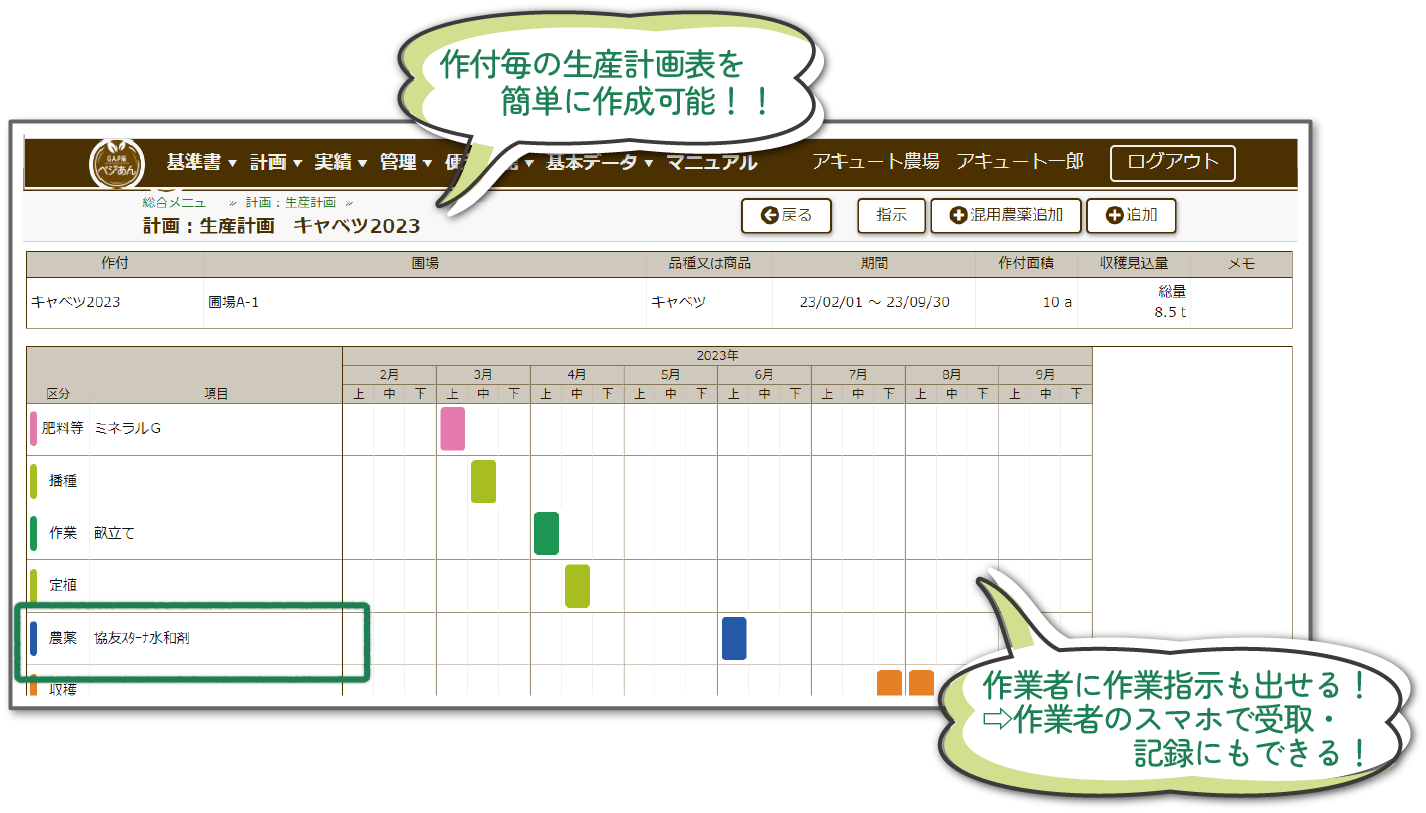 作付毎の生産計画表を
簡単に作成可能！！
GAP版
ベジあん
基準書▼ 計画▼ 実績▼ 管理▼ 便 ▼ 基本データ▼ マニュアル アキュート農場 アキュート一郎 ログアウト
総合メニュ » 計画：生産計画 »
計画：生産計画　キャベツ2023
戻る 指示 混用農薬追加 追加
作付 圃場 品種又は商品 期間 作付面積 収穫見込量 メモ
キャベツ2023 圃場A-1 キャベツ 23/02/01 ～ 23/09/30 10 a 総量
8.5 t
2023年
2月 3月 4月 5月 6月 7月 8月 9月
区分 項目 上 中 下 上 中 下 上 中 下 上 中 下 上 中 下 上 中 下 上 中 下 上 中 下
肥料等 ミネラルG
播種
作業 畝立て
定植
農薬 協友ｽﾀｰﾅ水和剤
収穫
作業者に作業指示も出せる！
⇨作業者のスマホで受取・
記録にもできる！